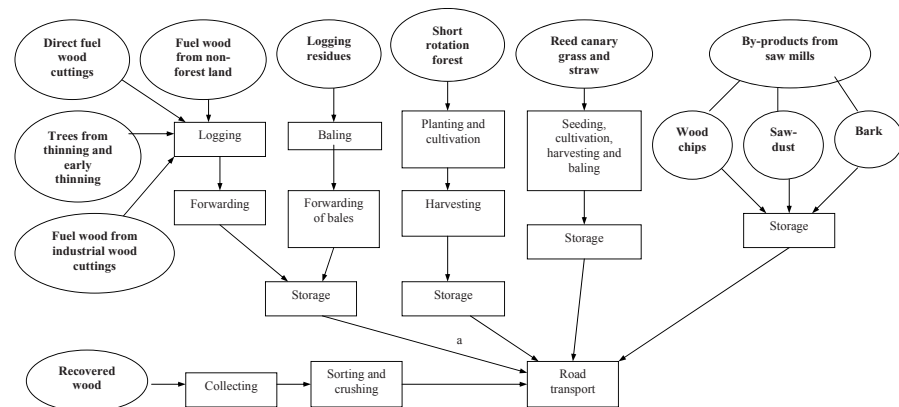 Direct fuel
wood
cuttings
Fuel wood
from non-
forest land
Logging
residues
Short
rotation
forest
Reed canary
grass and
straw
By-products from
saw mills
Trees from
thinning and
early
thinning
Logging
Baling
Planting and
cultivation
Seeding,
cultivation,
harvesting and
baling
Wood
chips
Saw-
dust
Bark
Fuel wood from
industrial wood
cuttings
Forwarding
Forwarding
of bales
Harvesting
Storage
Storage
Storage
Storage
a
Recovered
wood
Collecting
Sorting and
crushing
Road
transport